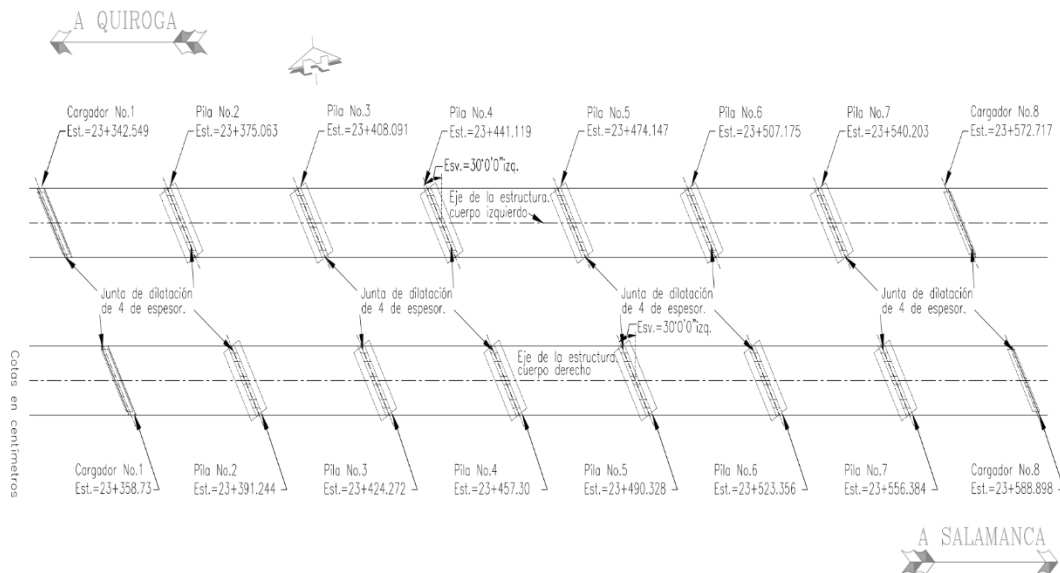 A QUIROGA
N
Cargador No.1
Est.=23+342.549
Pila No.2
Est.=23+375.063
Pila No.3
Est.=23+408.091
Pila No.4
Est.=23+441.119
Pila No.5
Est.=23+474.147
Pila No.6
Est.=23+507.175
Pila No.7
Est.=23+540.203
Cargador No.8
Est.=23+572.717
Esv.=30°0'0"izq.
Eje de la estructura.
cuerpo izquierdo
Junta de dilatación
de 4 de espesor.
Junta de dilatación
de 4 de espesor.
Junta de dilatación
de 4 de espesor.
Junta de dilatación
de 4 de espesor.
Esv.=30°0'0"izq.
Eje de la estructura.
cuerpo derecho
Cotas en centímetros
Cargador No.1
Est.=23+358.73
Pila No.2
Est.=23+391.244
Pila No.3
Est.=23+424.272
Pila No.4
Est.=23+457.30
Pila No.5
Est.=23+490.328
Pila No.6
Est.=23+523.356
Pila No.7
Est.=23+556.384
Cargador No.8
Est.=23+588.898
A SALAMANCA